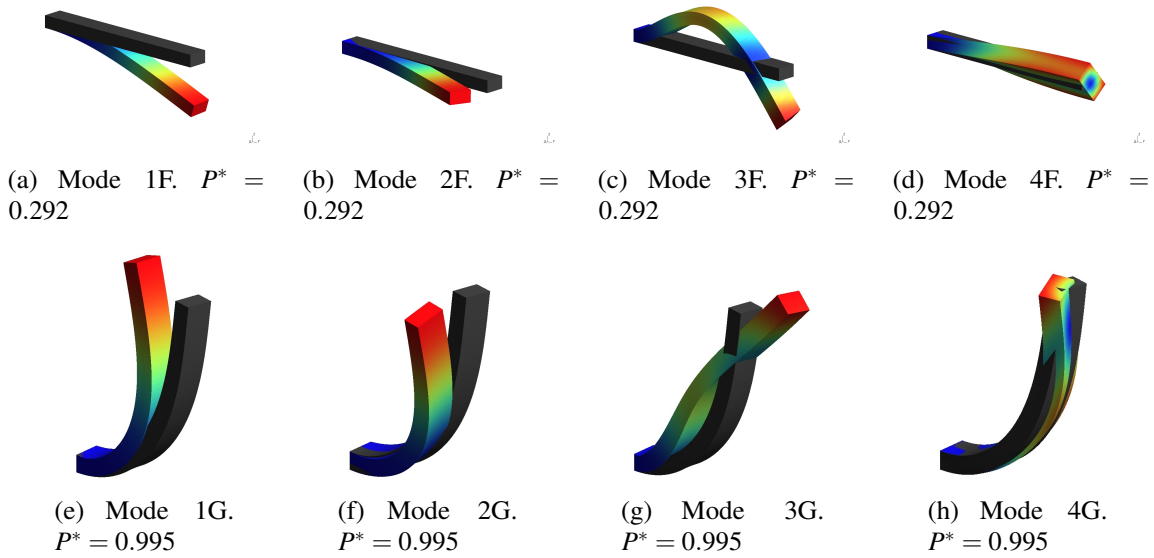 (a) Mode 1F. P* =
0.292
(b) Mode 2F. P* =
0.292
(c) Mode 3F. P* =
0.292
(d) Mode 4F. P* =
0.292
(e) Mode 1G.
P* = 0.995
(f) Mode 2G.
P* = 0.995
(g) Mode 3G.
P* = 0.995
(h) Mode 4G.
P* = 0.995